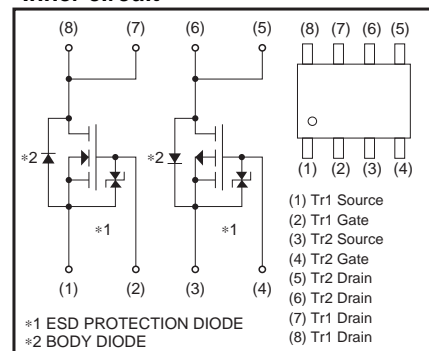 (8) (7) (6) (5)
(8) (7) (6) (5)
*2
*2
*1
*1
(1) (2) (3) (4)
(1) (2) (3) (4)
(1) Tr1 Source
(2) Tr1 Gate
(3) Tr2 Source
(4) Tr2 Gate
(5) Tr2 Drain
(6) Tr2 Drain
(7) Tr1 Drain
(8) Tr1 Drain
*1 ESD PROTECTION DIODE
*2 BODY DIODE